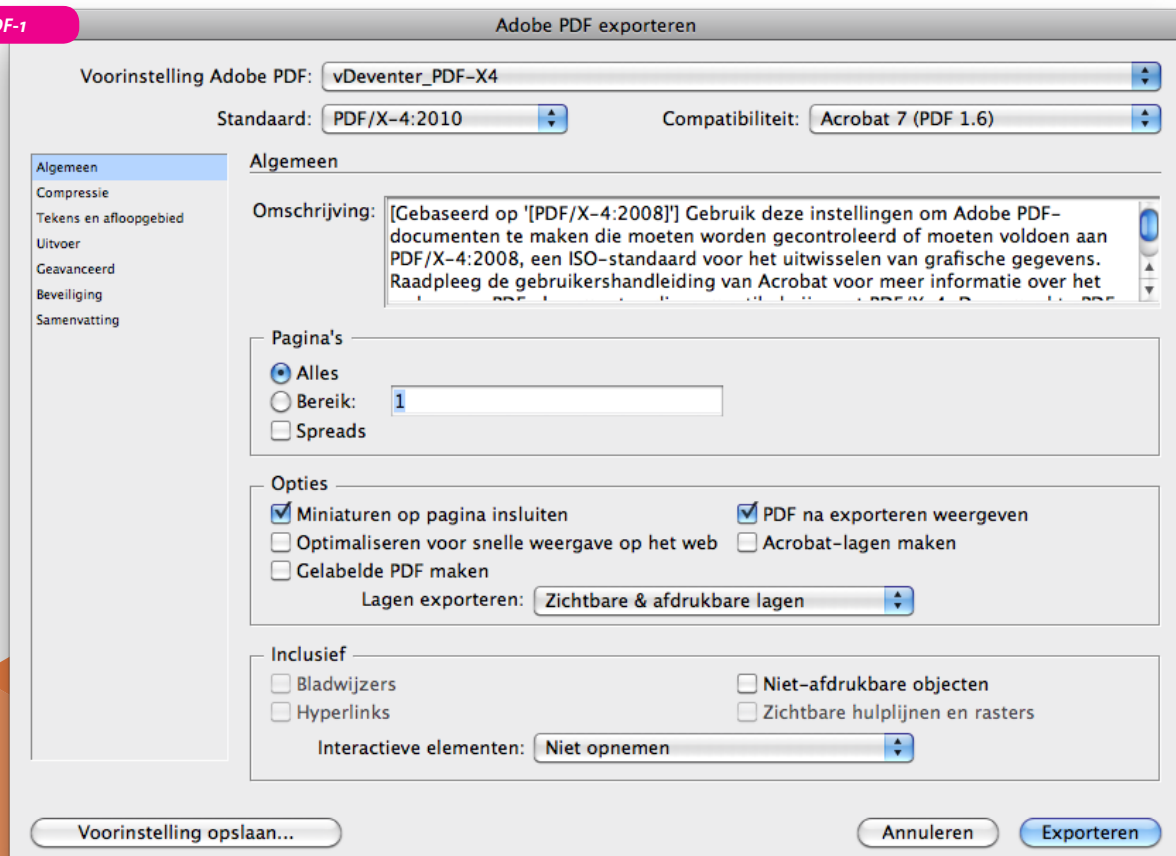 DF-1
Adobe PDF exporteren
Voorinstelling Adobe PDF: vDeventer_PDF-X4
Standaard: PDF/X-4:2010 Compatibiliteit: Acrobat 7 (PDF 1.6)
Algemeen
Compressie
Tekens en afloopgebied
Uitvoer
Geavanceerd
Beveiliging
Samenvatting
Algemeen
Omschrijving: [Gebaseerd op '[PDF/X-4:2008]'] Gebruik deze instellingen om Adobe PDF-
documenten te maken die moeten worden gecontroleerd of moeten voldoen aan
PDF/X-4:2008, een ISO-standaard voor het uitwisselen van grafische gegevens.
Raadpleeg de gebruikershandleiding van Acrobat voor meer informatie over het
Pagina's
Alles
Bereik: 1
Spreads
Opties
Miniaturen op pagina insluiten PDF na exporteren weergeven
Optimaliseren voor snelle weergave op het web Acrobat-lagen maken
Gelabelde PDF maken
Lagen exporteren: Zichtbare & afdrukbare lagen
Inclusief
Bladwijzers Niet-afdrukbare objecten
Hyperlinks Zichtbare hulplijnen en rasters
Interactieve elementen: Niet opnemen
Voorinstelling opslaan... Annuleren Exporteren